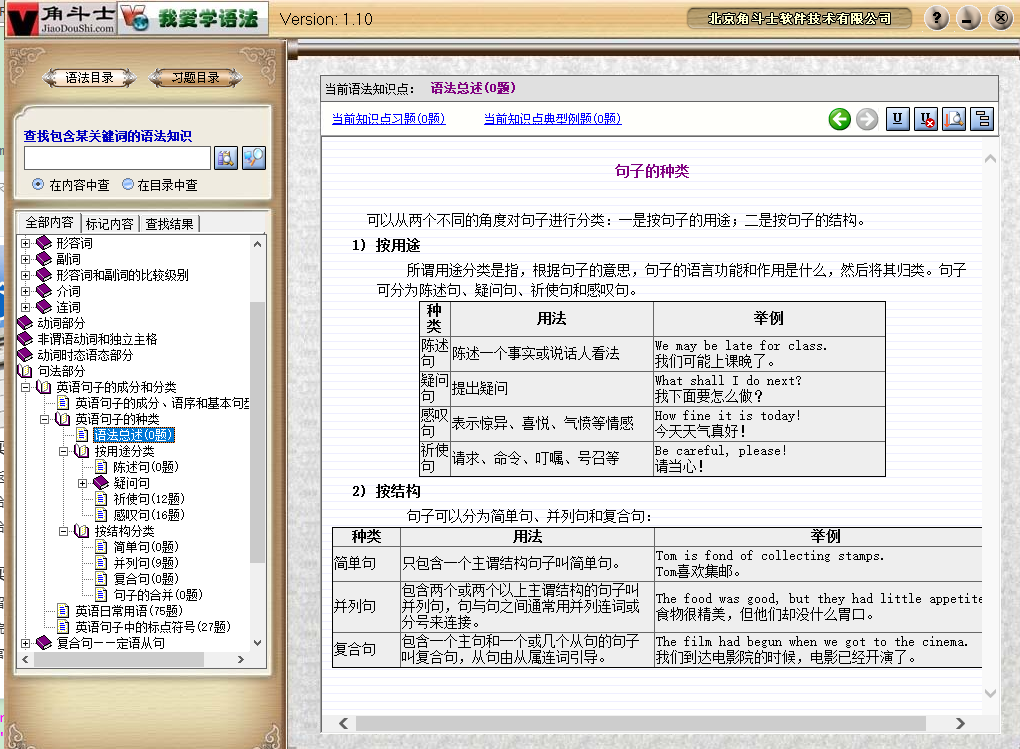 角斗士
JiaoDouShi.com
我爱学语法
Version: 1.10
北京角斗士软件技术有限公司
语法目录
习题目录
查找包含某关键词的语法知识
在内容中查
在目录中查
全部内容
标记内容
查找结果
形容词
副词
形容词和副词的比较级别
介词
连词
动词部分
非谓语动词和独立主格
动词时态语态部分
句法部分
英语句子的成分和分类
英语句子的成分、语序和基本句型
英语句子的种类
语法总述(0题)
按用途分类
陈述句(0题)
疑问句
祈使句(12题)
感叹句(16题)
按结构分类
简单句(0题)
并列句(9题)
复合句(0题)
句子的合并(0题)
英语日常用语(75题)
英语句子中的标点符号(27题)
复合句－－定语从句
当前语法知识点：
语法总述(0题)
当前知识点习题(0题)
当前知识点典型例题(0题)
句子的种类
可以从两个不同的角度对句子进行分类：一是按句子的用途；二是按句子的结构。
1) 按用途
所谓用途分类是指，根据句子的意思，句子的语言功能和作用是什么，然后将其归类。句子
可分为陈述句、疑问句、祈使句和感叹句。
种类 用法 举例
陈述句 陈述一个事实或说话人看法 We may be late for class.
我们可能上课晚了。
疑问句 提出疑问 What shall I do next?
我下面要怎么做？
感叹句 表示惊异、喜悦、气愤等情感 How fine it is today!
今天天气真好！
祈使句 请求、命令、叮嘱、号召等 Be careful, please!
请当心！
2) 按结构
句子可以分为简单句、并列句和复合句：
种类 用法 举例
简单句 只包含一个主谓结构句子叫简单句。 Tom is fond of collecting stamps.
Tom喜欢集邮。
并列句 包含两个或两个以上主谓结构的句子叫
并列句，句与句之间通常用并列连词或
分号来连接。
The food was good, but they had little appetite
食物很精美，但他们却没什么胃口。
复合句 包含一个主句和一个或几个从句的句子
叫复合句，从句由从属连词引导。
The film had begun when we got to the cinema.
我们到达电影院的时候，电影已经开演了。